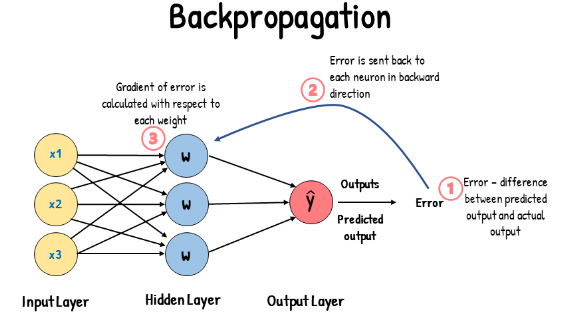 Backpropagation
Error is sent back to
each neuron in backward
direction
2
Gradient of error is
calculated with respect to
each weight
3
x1
x2
x3
w
w
w
ŷ
Outputs
Predicted
output
Error
1
Error - difference
between predicted
output and actual
output
Input Layer
Hidden Layer
Output Layer